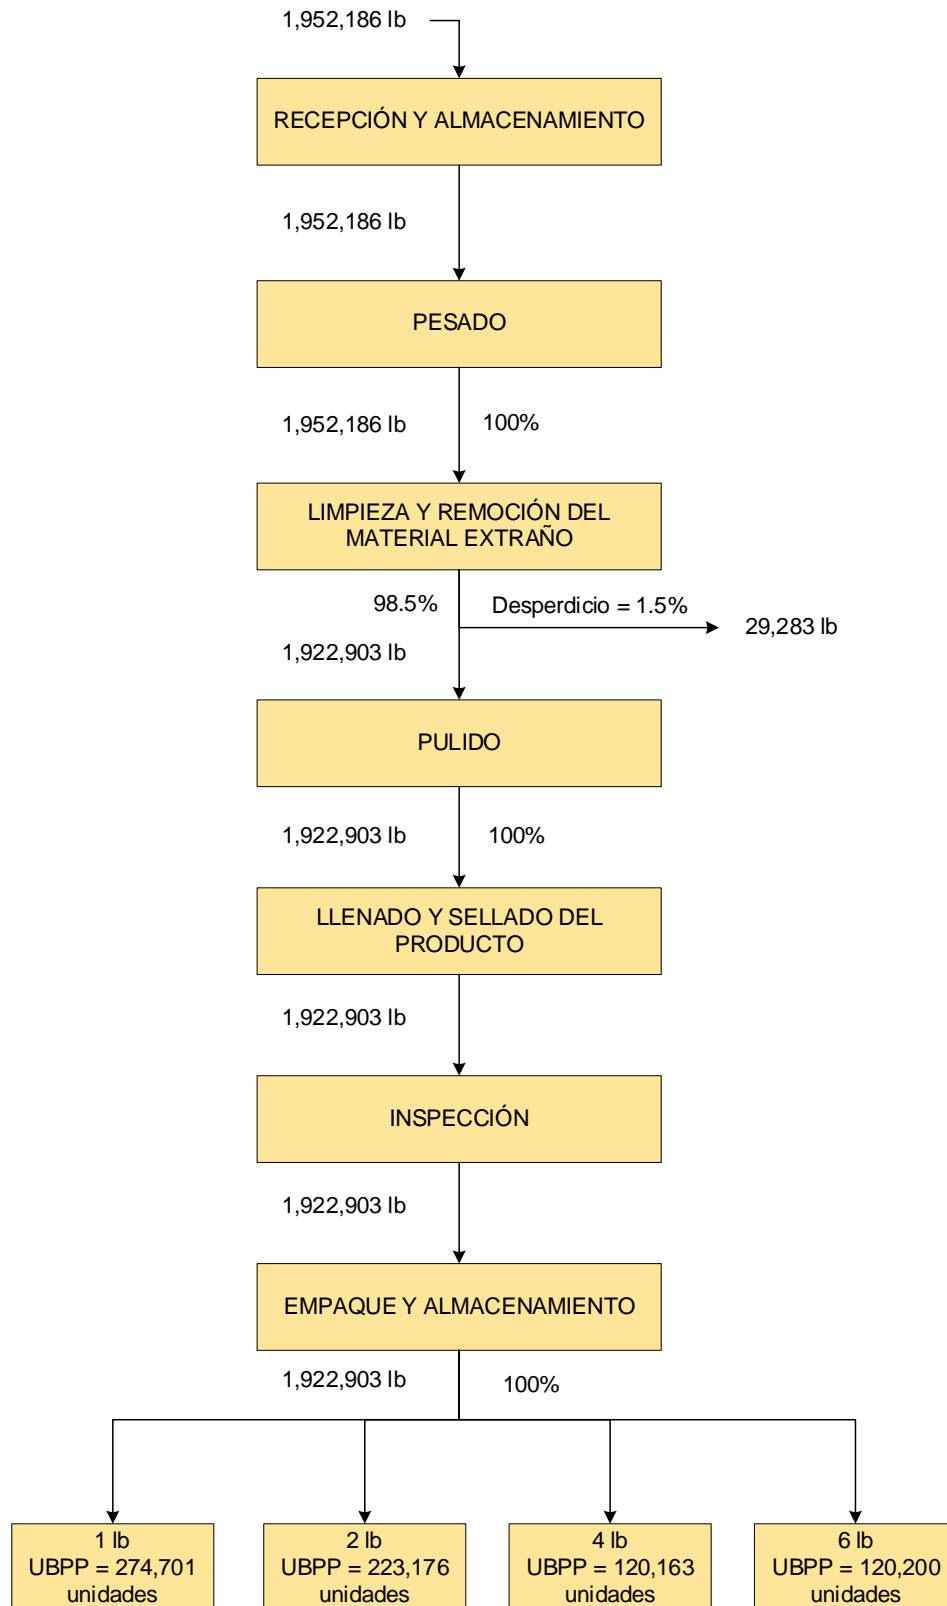 1,952,186 lb
RECEPCIÓN Y ALMACENAMIENTO
1,952,186 lb
PESADO
1,952,186 lb
100%
LIMPIEZA Y REMOCIÓN DEL
MATERIAL EXTRAÑO
98.5%
Desperdicio = 1.5%
29,283 lb
1,922,903 lb
PULIDO
1,922,903 lb
100%
LLENADO Y SELLADO DEL
PRODUCTO
1,922,903 lb
INSPECCIÓN
1,922,903 lb
EMPAQUE Y ALMACENAMIENTO
1,922,903 lb
100%
1 lb
UBPP = 274,701
unidades
2 lb
UBPP = 223,176
unidades
4 lb
UBPP = 120,163
unidades
6 lb
UBPP = 120,200
unidades